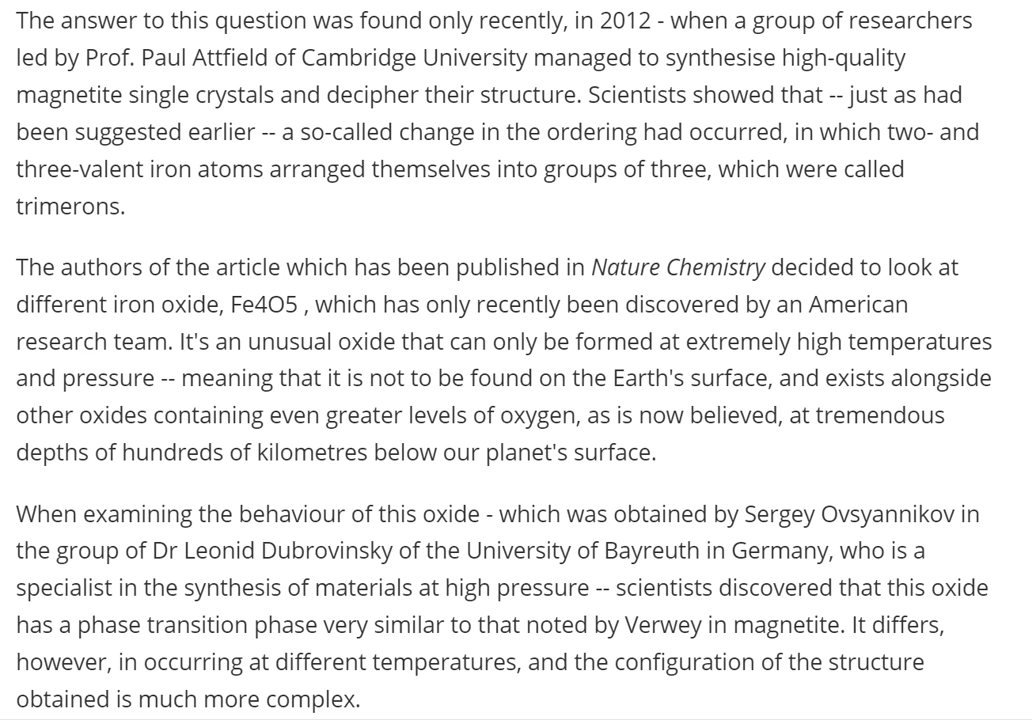 The answer to this question was found only recently, in 2012 - when a group of researchers
led by Prof. Paul Attfield of Cambridge University managed to synthesise high-quality
magnetite single crystals and decipher their structure. Scientists showed that -- just as had
been suggested earlier -- a so-called change in the ordering had occurred, in which two- and
three-valent iron atoms arranged themselves into groups of three, which were called
trimerons.
The authors of the article which has been published in Nature Chemistry decided to look at
different iron oxide, Fe4O5 , which has only recently been discovered by an American
research team. It's an unusual oxide that can only be formed at extremely high temperatures
and pressure -- meaning that it is not to be found on the Earth's surface, and exists alongside
other oxides containing even greater levels of oxygen, as is now believed, at tremendous
depths of hundreds of kilometres below our planet's surface.
When examining the behaviour of this oxide - which was obtained by Sergey Ovsyannikov in
the group of Dr Leonid Dubrovinsky of the University of Bayreuth in Germany, who is a
specialist in the synthesis of materials at high pressure -- scientists discovered that this oxide
has a phase transition phase very similar to that noted by Verwey in magnetite. It differs,
however, in occurring at different temperatures, and the configuration of the structure
obtained is much more complex.